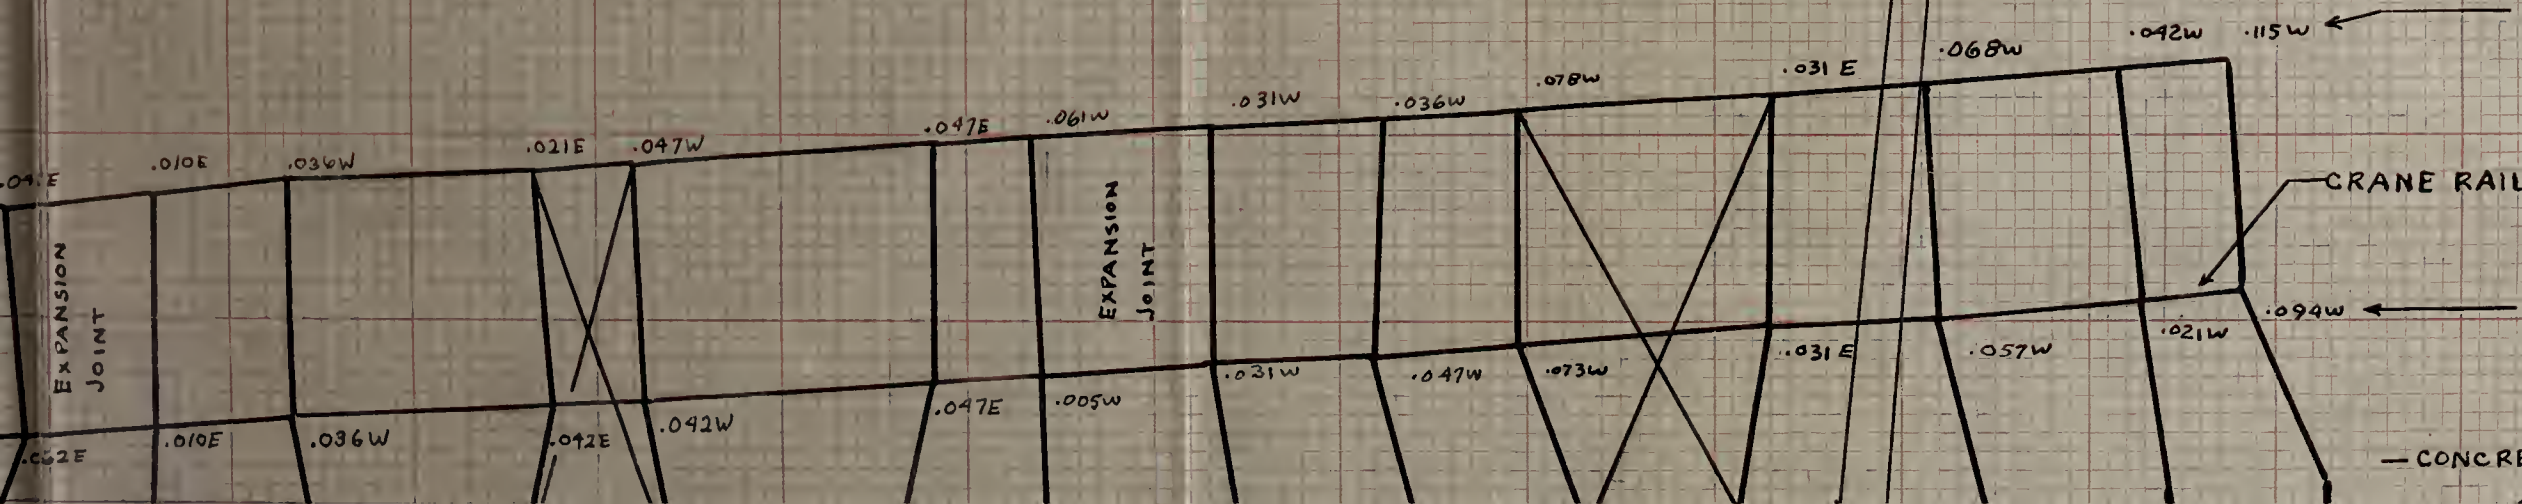 .042W .115W
.068W
.031 E
.078W
.036W
.031W
.061W
.047E
.021E .047W
.010E .036W
CRANE RAIL
EXPANSION
JOINT
EXPANSION
JOINT
.094W
.021W
.057W
.031 E
.073W
.047W
.031W
.005W
.047E
.042W
.042E
.036W
.010E
—CONCRE